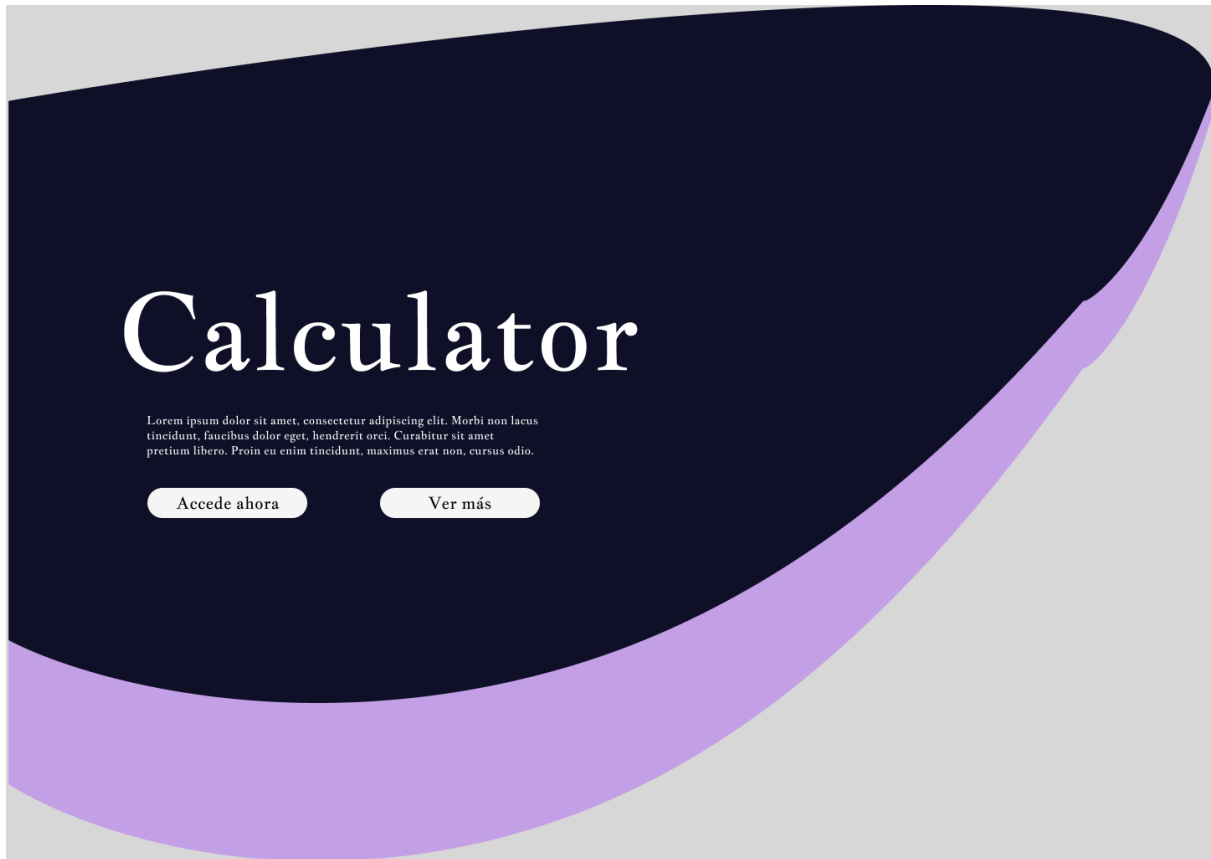 Calculator
Lorem ipsum dolor sit amet, consectetur adipiscing elit. Morbi non lacus
tincidunt, faucibus dolor eget, hendrerit orci. Curabitur sit amet
pretium libero. Proin eu enim tincidunt, maximus erat non, cursus odio.
Accede ahora
Ver más